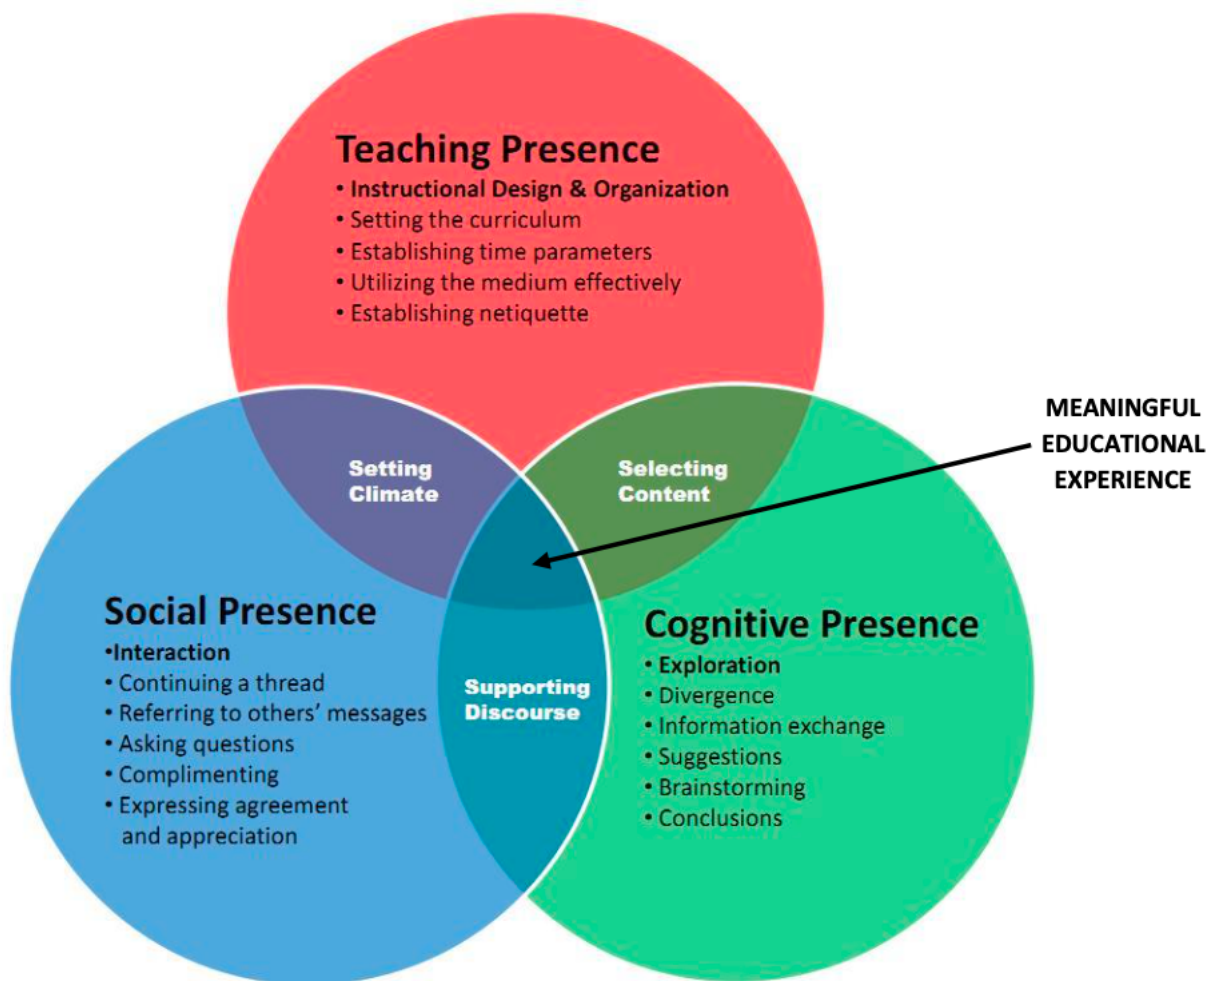 Teaching Presence
• Instructional Design & Organization
• Setting the curriculum
• Establishing time parameters
• Utilizing the medium effectively
• Establishing netiquette
MEANINGFUL
EDUCATIONAL
EXPERIENCE
Setting
Climate
Selecting
Content
Social Presence
•Interaction
• Continuing a thread
• Referring to others’ messages
• Asking questions
• Complimenting
• Expressing agreement
and appreciation
Supporting
Discourse
Cognitive Presence
• Exploration
• Divergence
• Information exchange
• Suggestions
• Brainstorming
• Conclusions